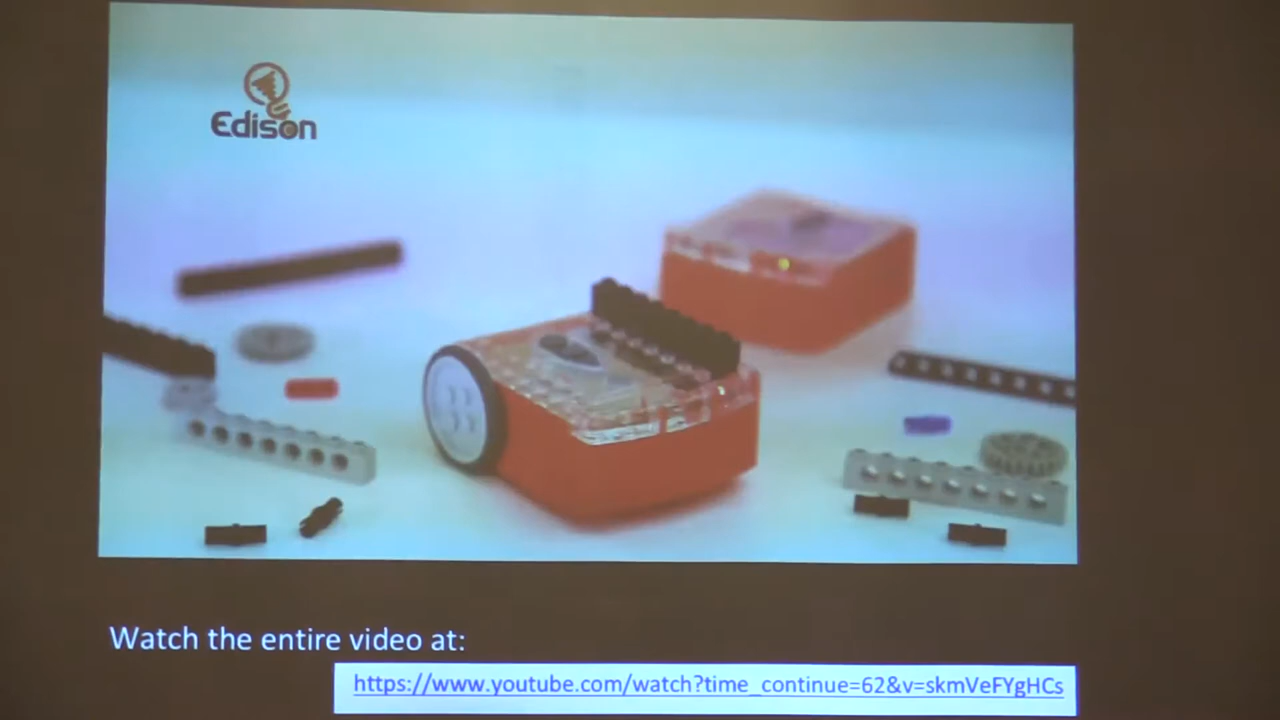 Edison
Watch the entire video at:
https://www.youtube.com/watch?time_continue=62&v=skmVeFYgHCs